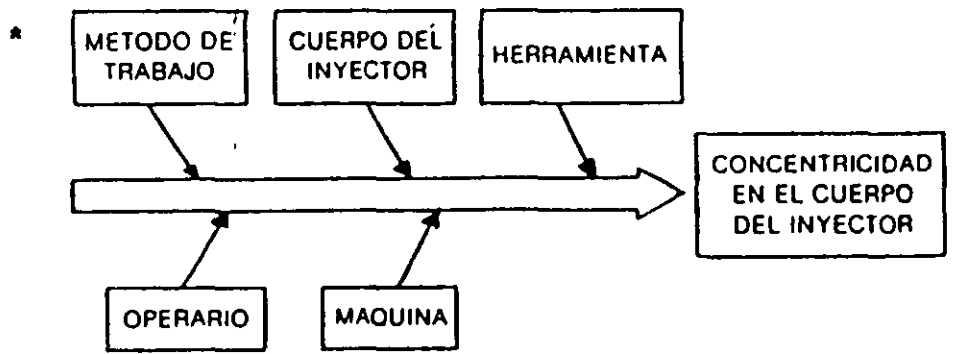 *
METODO DE
TRABAJO
CUERPO DEL
INYECTOR
HERRAMIENTA
CONCENTRICIDAD
EN EL CUERPO
DEL INYECTOR
OPERARIO
MAQUINA